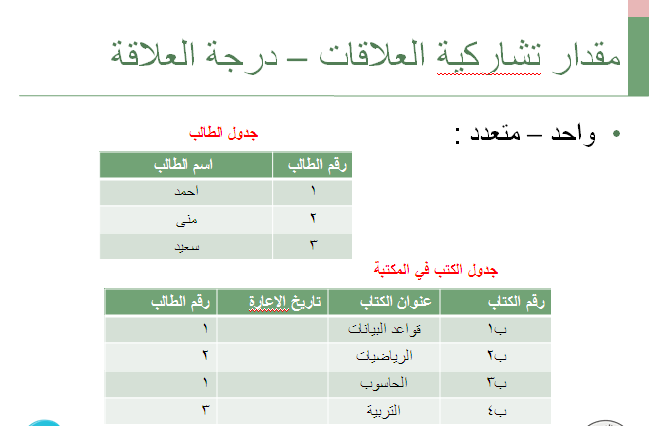 مقدار تشاركية العلاقات – درجة العلاقة
• واحد – متعدد :
جدول الطالب
رقم الطالب اسم الطالب
١ احمد
٢ منى
٣ سعيد
جدول الكتب في المكتبة
رقم الكتاب عنوان الكتاب تاريخ الإعارة رقم الطالب
ب١ قواعد البيانات ١
ب٢ الرياضيات ٢
ب٣ الحاسوب ١
ب٤ التربية ٣